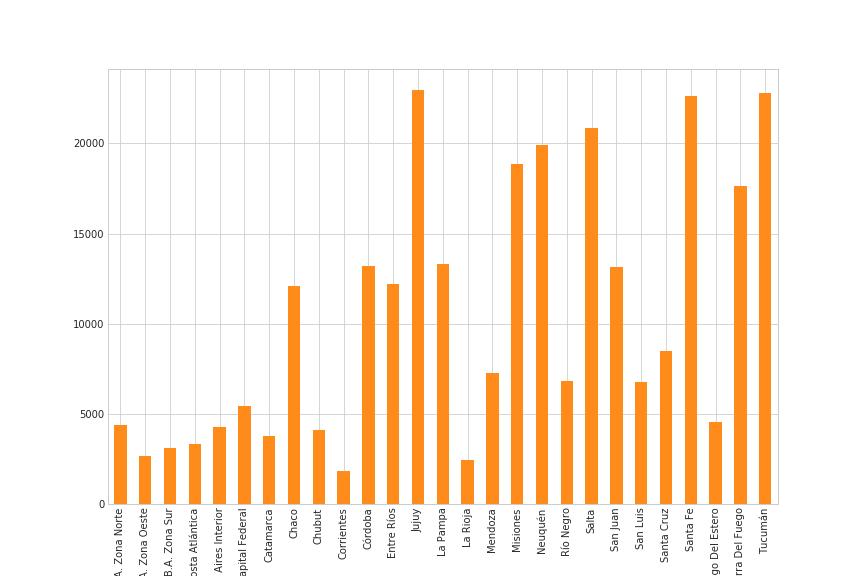 20000
15000
10000
5000
0
A. Zona Norte
A. Zona Oeste
B.A. Zona Sur
osta Atlántica
Aires Interior
apital Federal
Catamarca
Chaco
Chubut
Corrientes
Córdoba
Entre Ríos
Jujuy
La Pampa
La Rioja
Mendoza
Misiones
Neuquén
Río Negro
Salta
San Juan
San Luis
Santa Cruz
Santa Fe
go Del Estero
rra Del Fuego
Tucumán